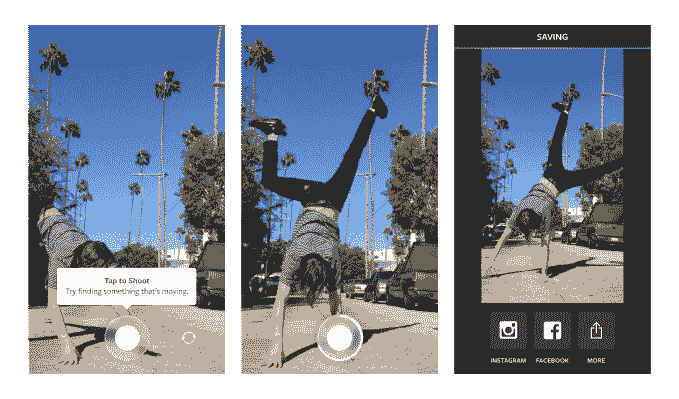 Tap to Shoot
Try finding something that's moving.
SAVING
INSTAGRAM
FACEBOOK
MORE